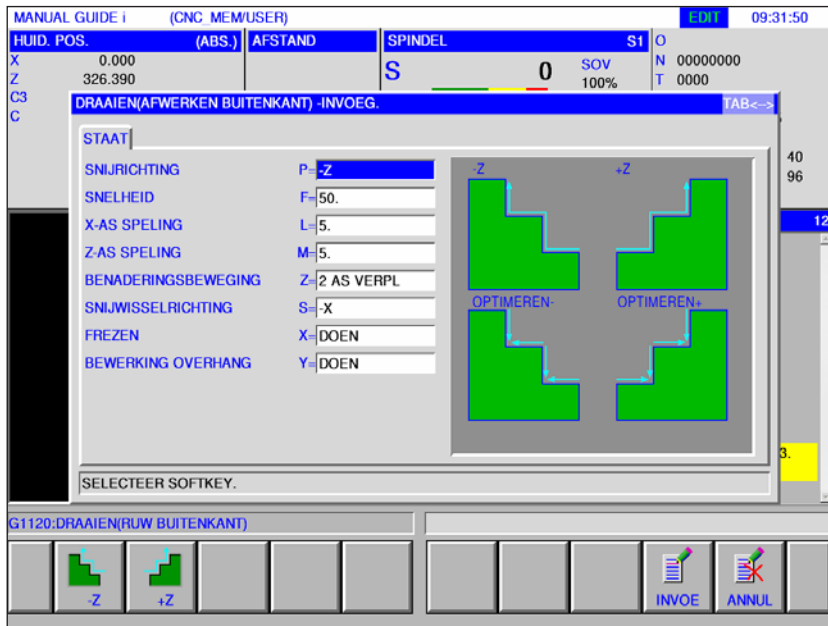 MANUAL GUIDE i (CNC_MEM/USER) EDIT 09:31:50
HUID. POS. (ABS.) AFSTAND SPINDEL S1 O
X 0.000 N 00000000
Z 326.390 S 0 SOV 100% T 0000
C3
C
DRAAIEN(AFWERKEN BUITENKANT) -INVOEG. TAB<-->
STAAT
SNIJRICHTING P= -Z
SNELHEID F= 50.
X-AS SPELING L= 5.
Z-AS SPELING M= 5.
BENADERINGSBEWEGING Z= 2 AS VERPL
SNIJWISSELRICHTING S= -X
FREZEN X= DOEN
BEWERKING OVERHANG Y= DOEN
-Z +Z
OPTIMEREN- OPTIMEREN+
40
96
12
3.
SELECTEER SOFTKEY.
G1120:DRAAIEN(RUW BUITENKANT)
-Z +Z INVOE ANNUL